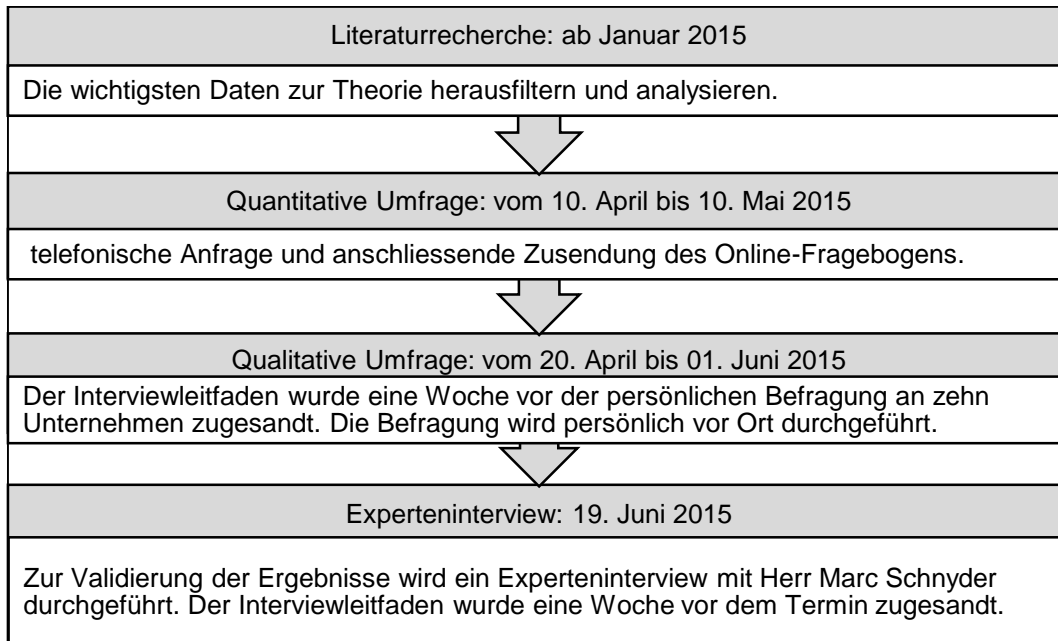 Literaturrecherche: ab Januar 2015
Die wichtigsten Daten zur Theorie herausfiltern und analysieren.
Quantitative Umfrage: vom 10. April bis 10. Mai 2015
telefonische Anfrage und anschliessende Zusendung des Online-Fragebogens.
Qualitative Umfrage: vom 20. April bis 01. Juni 2015
Der Interviewleitfaden wurde eine Woche vor der persönlichen Befragung an zehn
Unternehmen zugesandt. Die Befragung wird persönlich vor Ort durchgeführt.
Experteninterview: 19. Juni 2015
Zur Validierung der Ergebnisse wird ein Experteninterview mit Herr Marc Schnyder
durchgeführt. Der Interviewleitfaden wurde eine Woche vor dem Termin zugesandt.